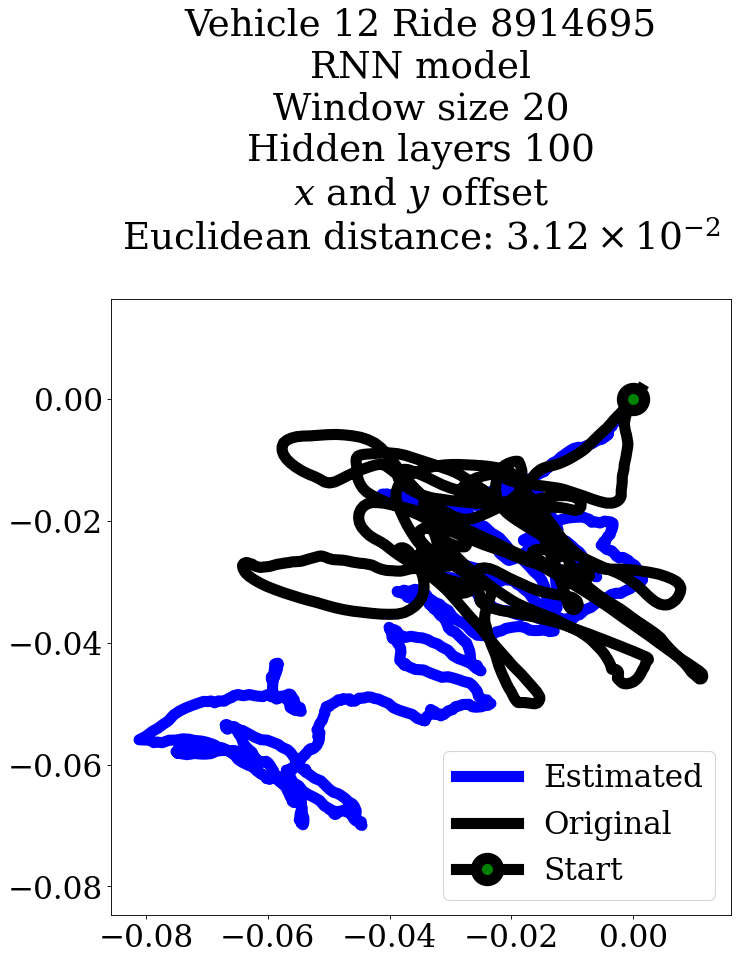 Vehicle 12 Ride 8914695
RNN model
Window size 20
Hidden layers 100
x and y offset
Euclidean distance: 3.12 × 10⁻²
0.00
−0.02
−0.04
−0.06
−0.08
Estimated
Original
Start
−0.08 −0.06 −0.04 −0.02 0.00